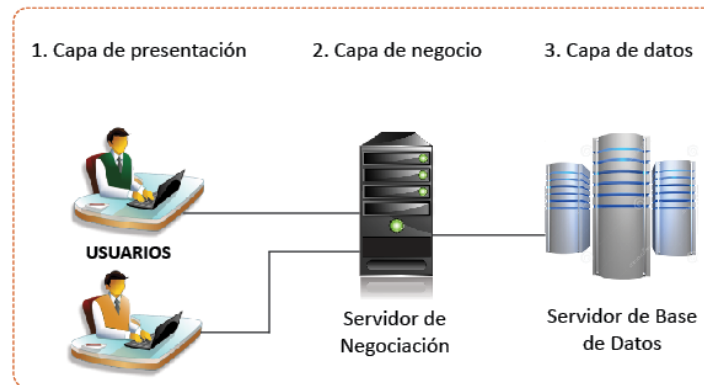 1. Capa de presentación
2. Capa de negocio
3. Capa de datos
USUARIOS
Servidor de
Negociación
Servidor de Base
de Datos